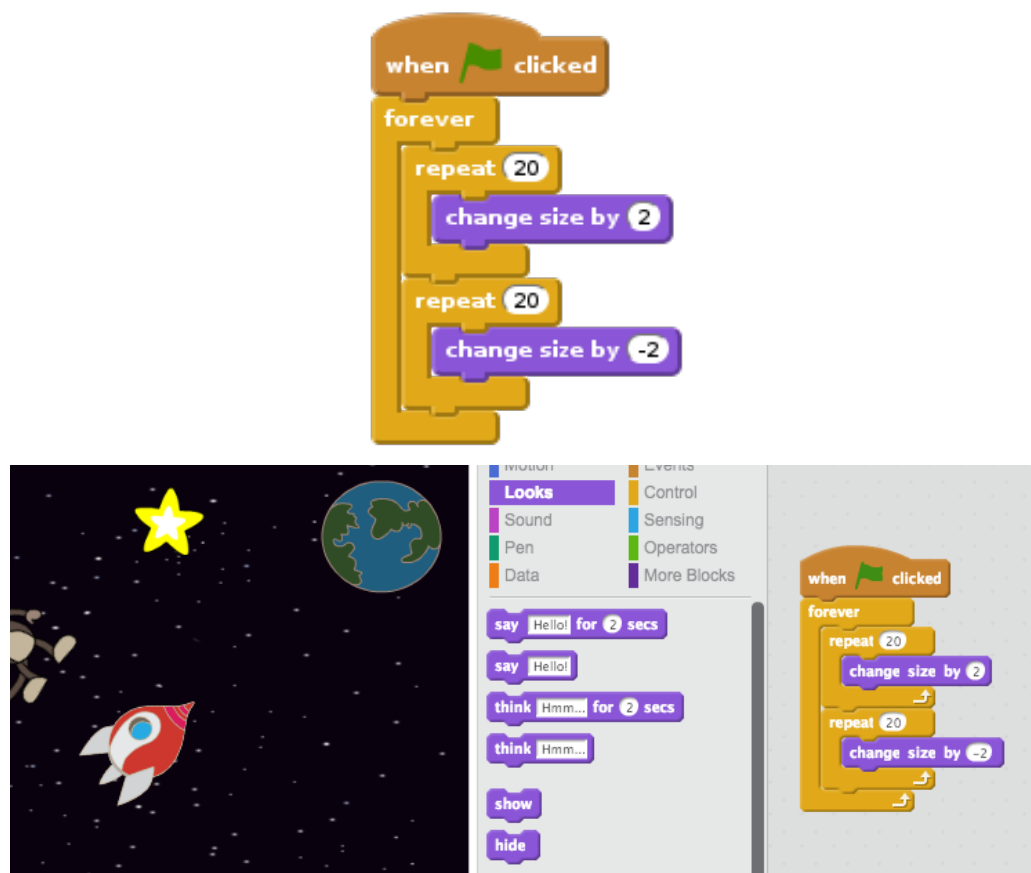 when clicked
forever
repeat 20
change size by 2
repeat 20
change size by -2
Motion Events
Looks Control
Sound Sensing
Pen Operators
Data More Blocks
say Hello! for 2 secs
say Hello!
think Hmm... for 2 secs
think Hmm...
show
hide
when clicked
forever
repeat 20
change size by 2
repeat 20
change size by -2